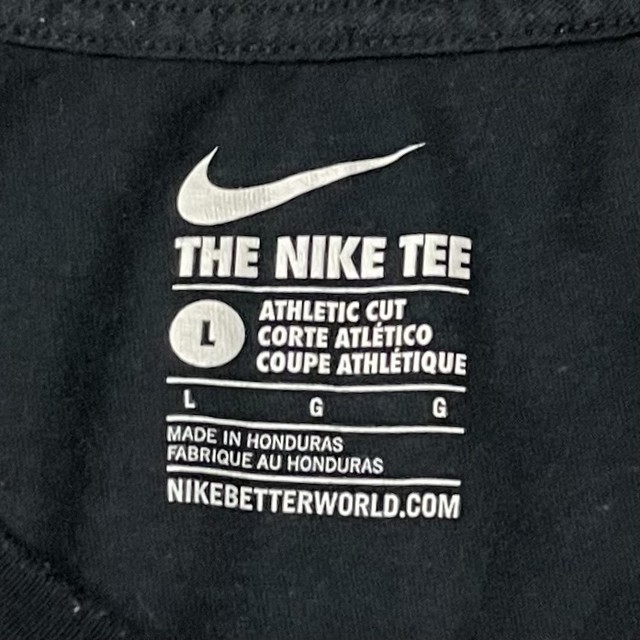 THE NIKE TEE
L
ATHLETIC CUT
CORTE ATLÉTICO
COUPE ATHLÉTIQUE
L G G
MADE IN HONDURAS
FABRIQUE AU HONDURAS
NIKEBETTERWORLD.COM